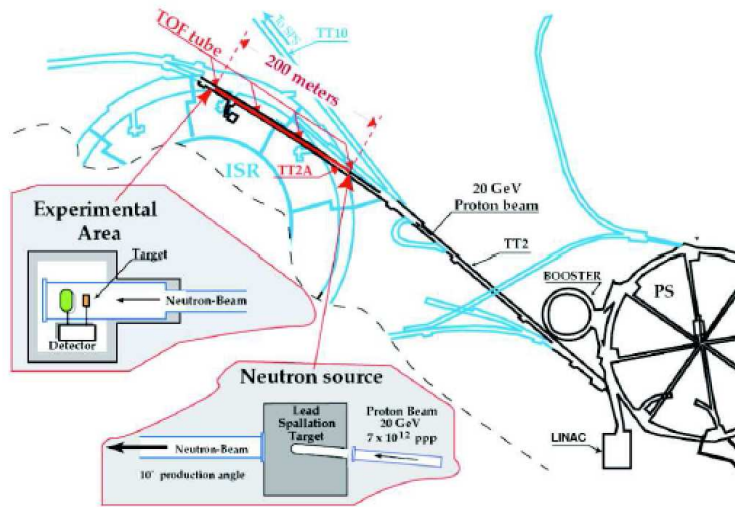 To SPS
TT10
TOF tube
200 meters
ISR
TT2A
20 GeV
Proton beam
TT2
BOOSTER
PS
LINAC
Experimental
Area
Target
Neutron-Beam
Detector
Neutron source
Lead
Spallation
Target
Proton Beam
20 GeV
7 x 10¹² ppp
Neutron-Beam
10° production angle